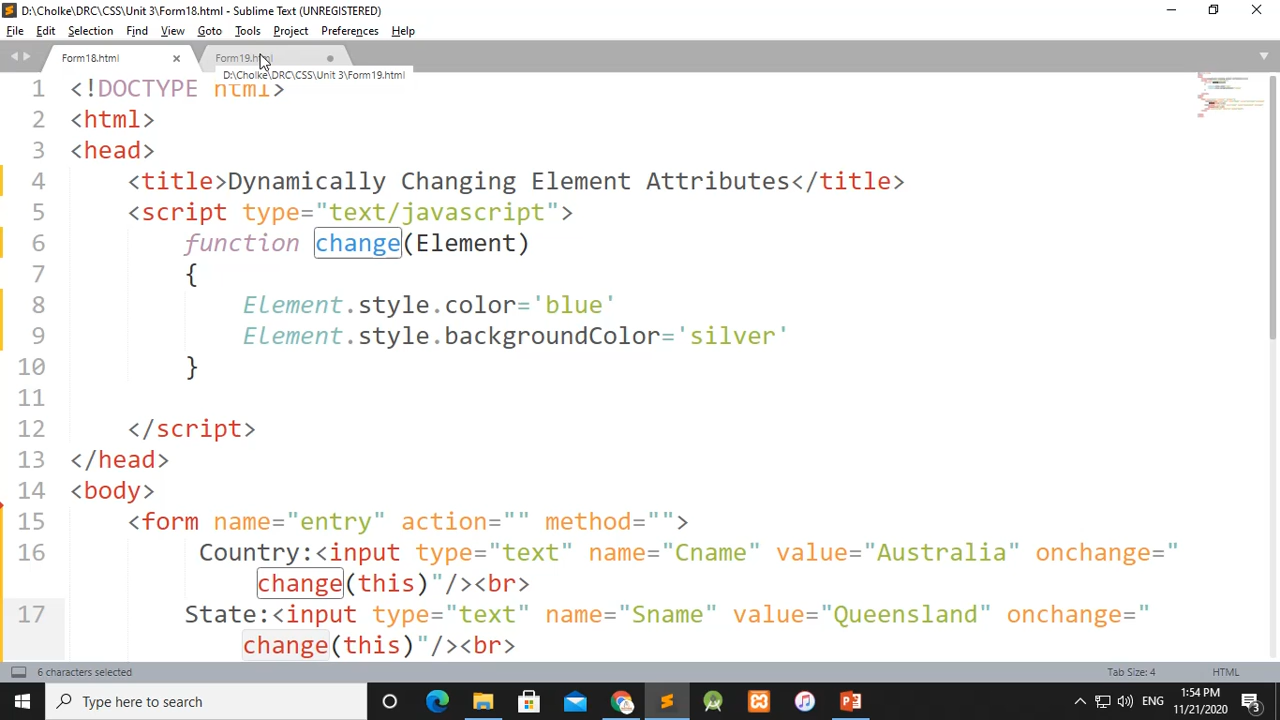 D:\Cholke\DRC\CSS\Unit 3\Form18.html - Sublime Text (UNREGISTERED)
File Edit Selection Find View Goto Tools Project Preferences Help
Form18.html Form19.html
D:\Cholke\DRC\CSS\Unit 3\Form19.html
1 <!DOCTYPE html>
2 <html>
3 <head>
4 <title>Dynamically Changing Element Attributes</title>
5 <script type="text/javascript">
6 function change(Element)
7 {
8 Element.style.color='blue'
9 Element.style.backgroundColor='silver'
10 }
11
12 </script>
13 </head>
14 <body>
15 <form name="entry" action="" method="">
16 Country:<input type="text" name="Cname" value="Australia" onchange="
change(this)"/><br>
17 State:<input type="text" name="Sname" value="Queensland" onchange="
change(this)"/><br>
6 characters selected Tab Size: 4 HTML
Type here to search ENG 1:54 PM
11/21/2020 3